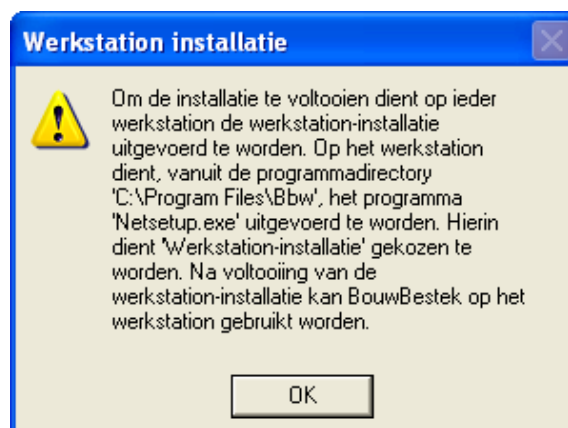 Werkstation installatie
Om de installatie te voltooien dient op ieder
werkstation de werkstation-installatie
uitgevoerd te worden. Op het werkstation
dient, vanuit de programmadirectory
'C:\Program Files\Bbw', het programma
'Netsetup.exe' uitgevoerd te worden. Hierin
dient 'Werkstation-installatie' gekozen te
worden. Na voltooiing van de
werkstation-installatie kan BouwBestek op het
werkstation gebruikt worden.
OK